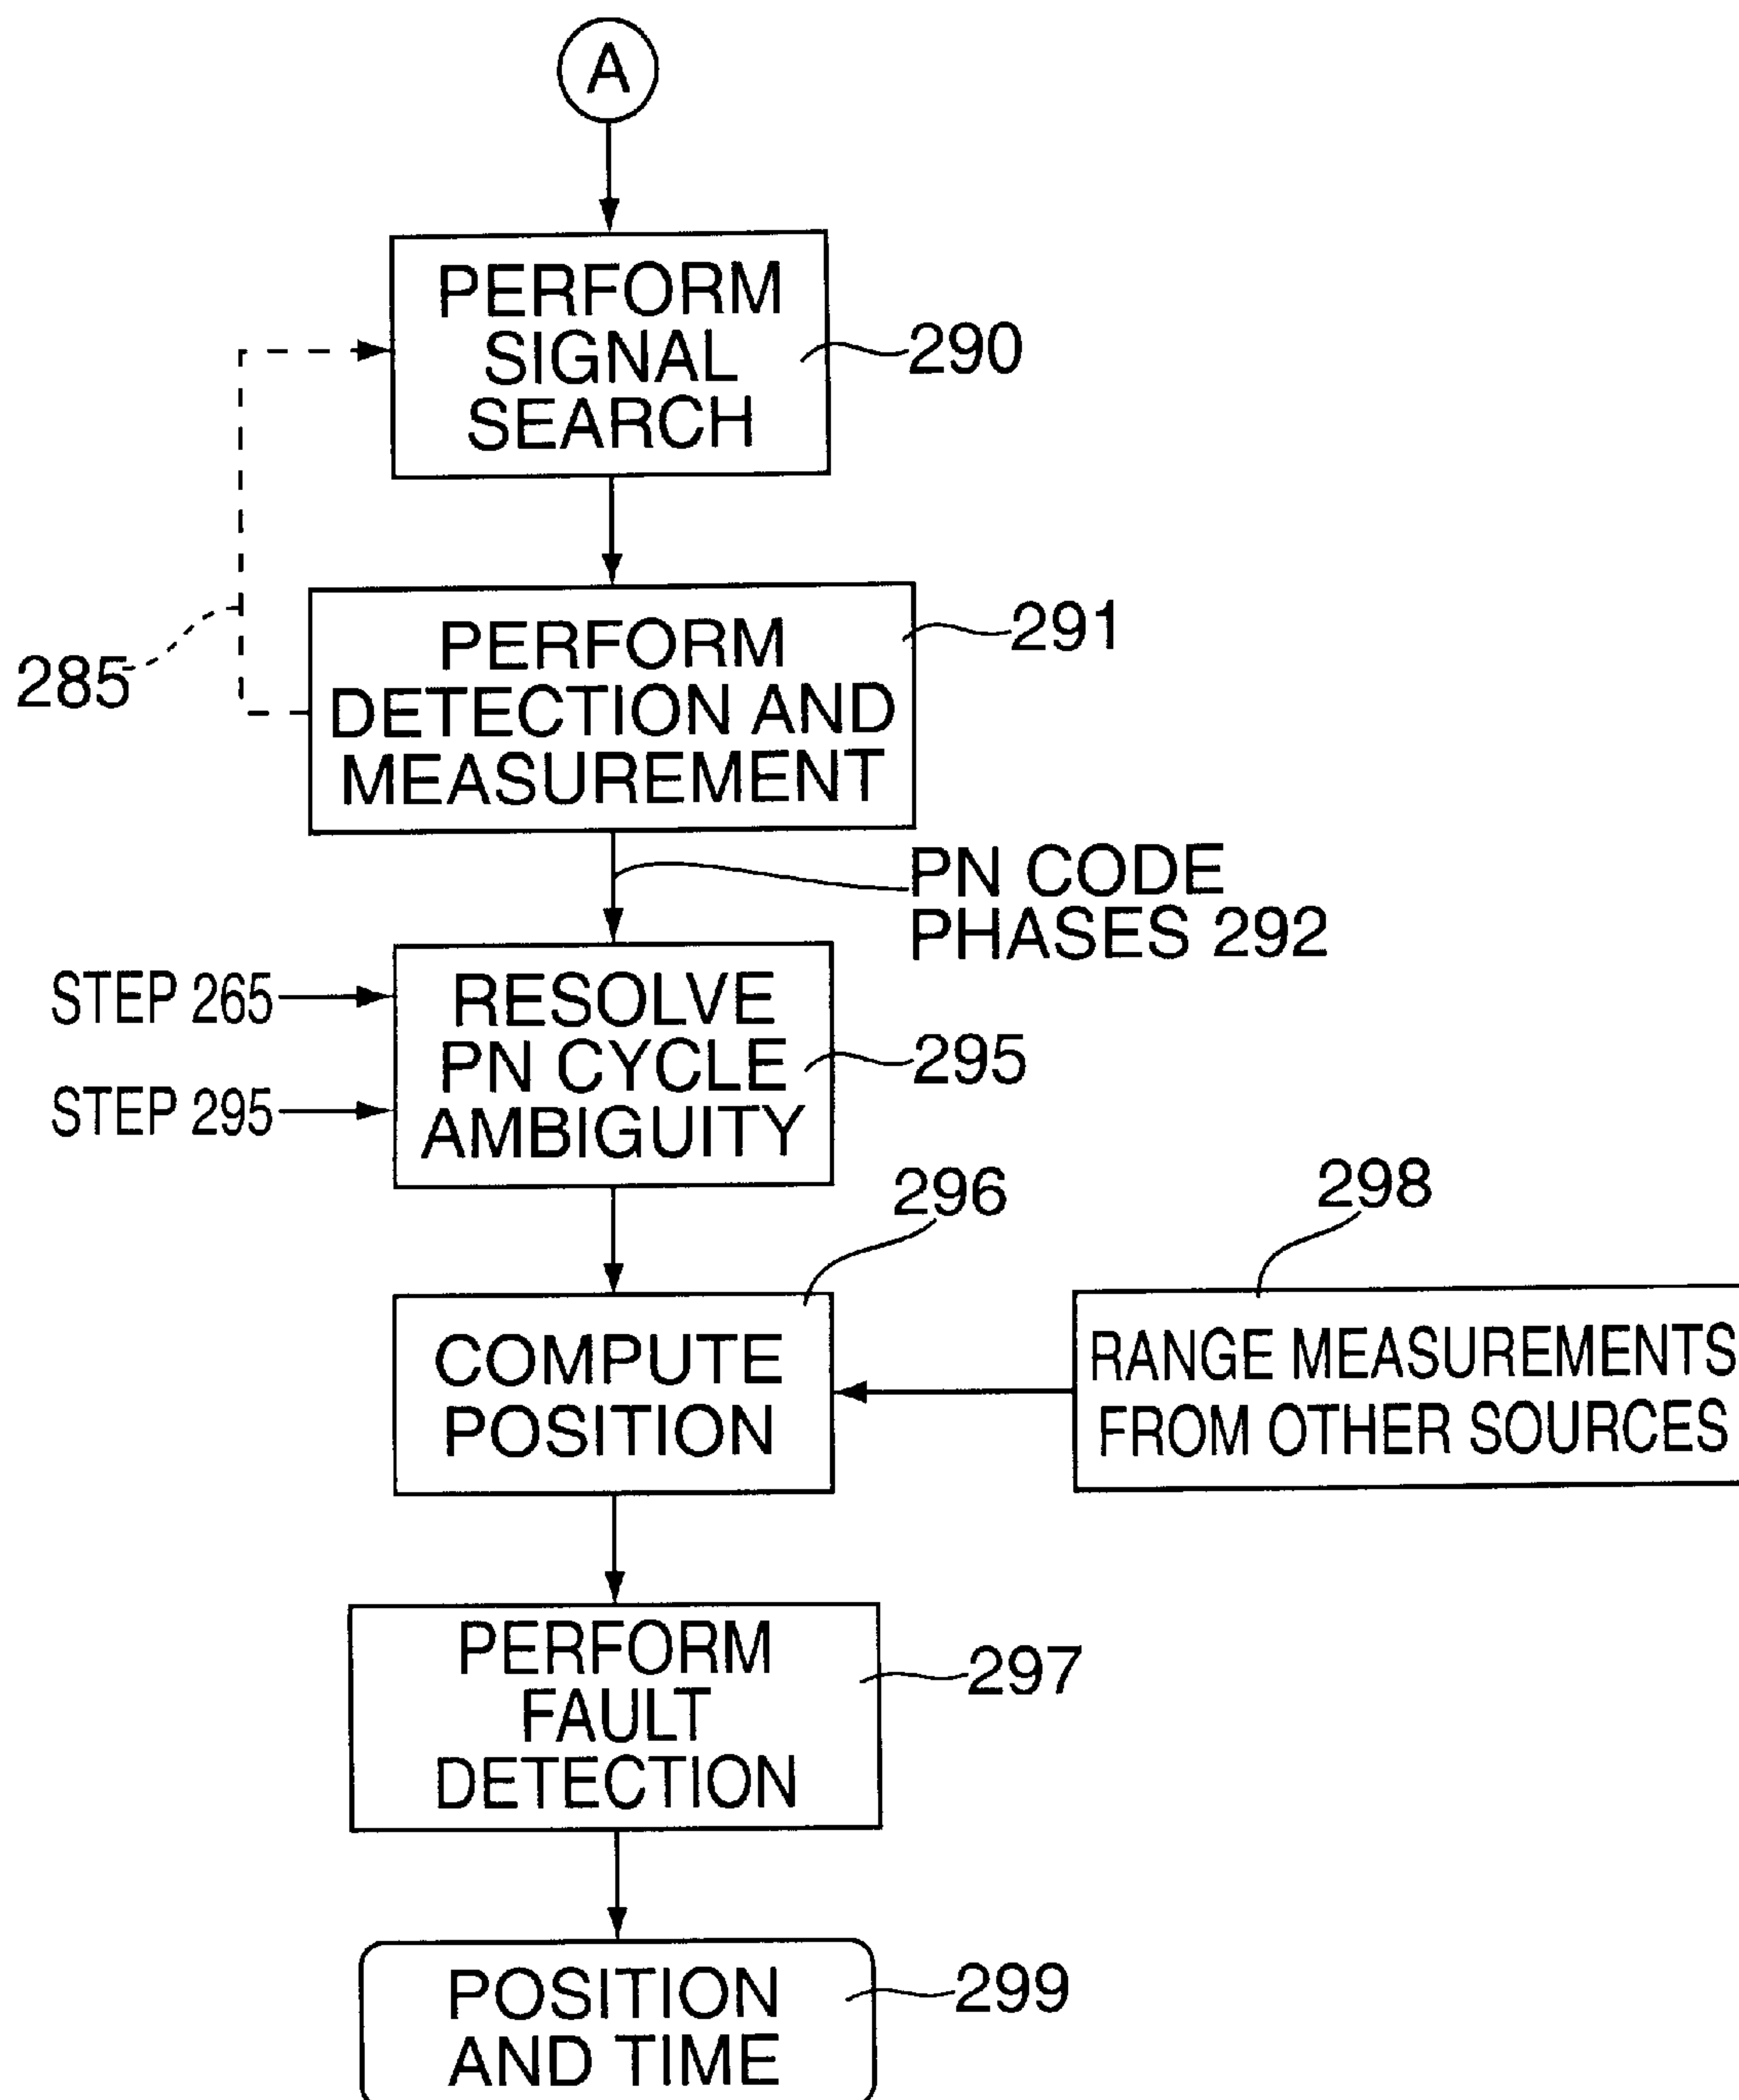 A
PERFORM
SIGNAL
SEARCH
290
PERFORM
DETECTION AND
MEASUREMENT
291
285
PN CODE
PHASES 292
STEP 265
STEP 295
RESOLVE
PN CYCLE
AMBIGUITY
295
296
298
COMPUTE
POSITION
RANGE MEASUREMENTS
FROM OTHER SOURCES
PERFORM
FAULT
DETECTION
297
POSITION
AND TIME
299